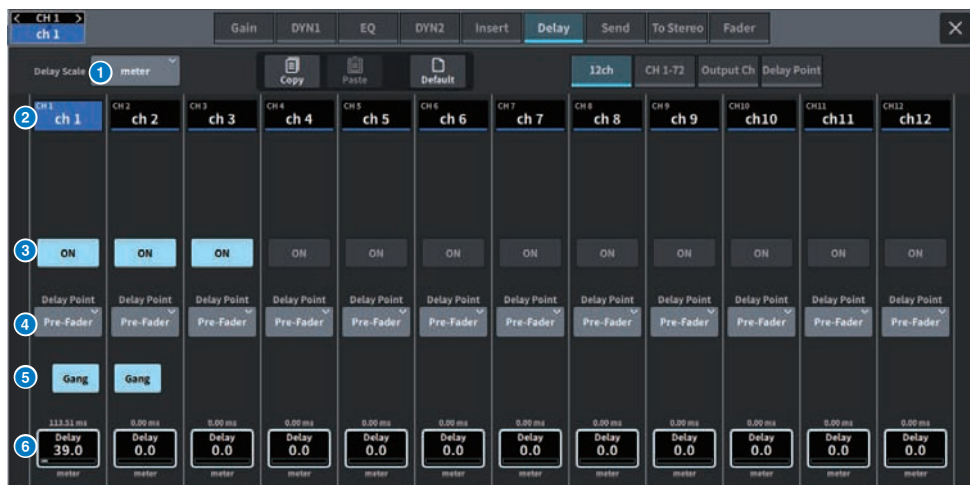 CH 1
ch 1
Gain DYN1 EQ DYN2 Insert Delay Send To Stereo Fader
Delay Scale 1 meter Copy Paste Default 12ch CH 1-72 Output Ch Delay Point
2 CH 1 CH 2 CH 3 CH 4 CH 5 CH 6 CH 7 CH 8 CH 9 CH10 CH11 CH12
ch 1 ch 2 ch 3 ch 4 ch 5 ch 6 ch 7 ch 8 ch 9 ch10 ch11 ch12
3 ON ON ON ON ON ON ON ON ON ON ON ON
Delay Point Delay Point Delay Point Delay Point Delay Point Delay Point Delay Point Delay Point Delay Point Delay Point Delay Point Delay Point
4 Pre-Fader Pre-Fader Pre-Fader Pre-Fader Pre-Fader Pre-Fader Pre-Fader Pre-Fader Pre-Fader Pre-Fader Pre-Fader Pre-Fader
5 Gang Gang
113.51 ms 0.00 ms 0.00 ms 0.00 ms 0.00 ms 0.00 ms 0.00 ms 0.00 ms 0.00 ms 0.00 ms 0.00 ms 0.00 ms
Delay Delay Delay Delay Delay Delay Delay Delay Delay Delay Delay Delay
6 39.0 0.0 0.0 0.0 0.0 0.0 0.0 0.0 0.0 0.0 0.0 0.0
meter meter meter meter meter meter meter meter meter meter meter meter